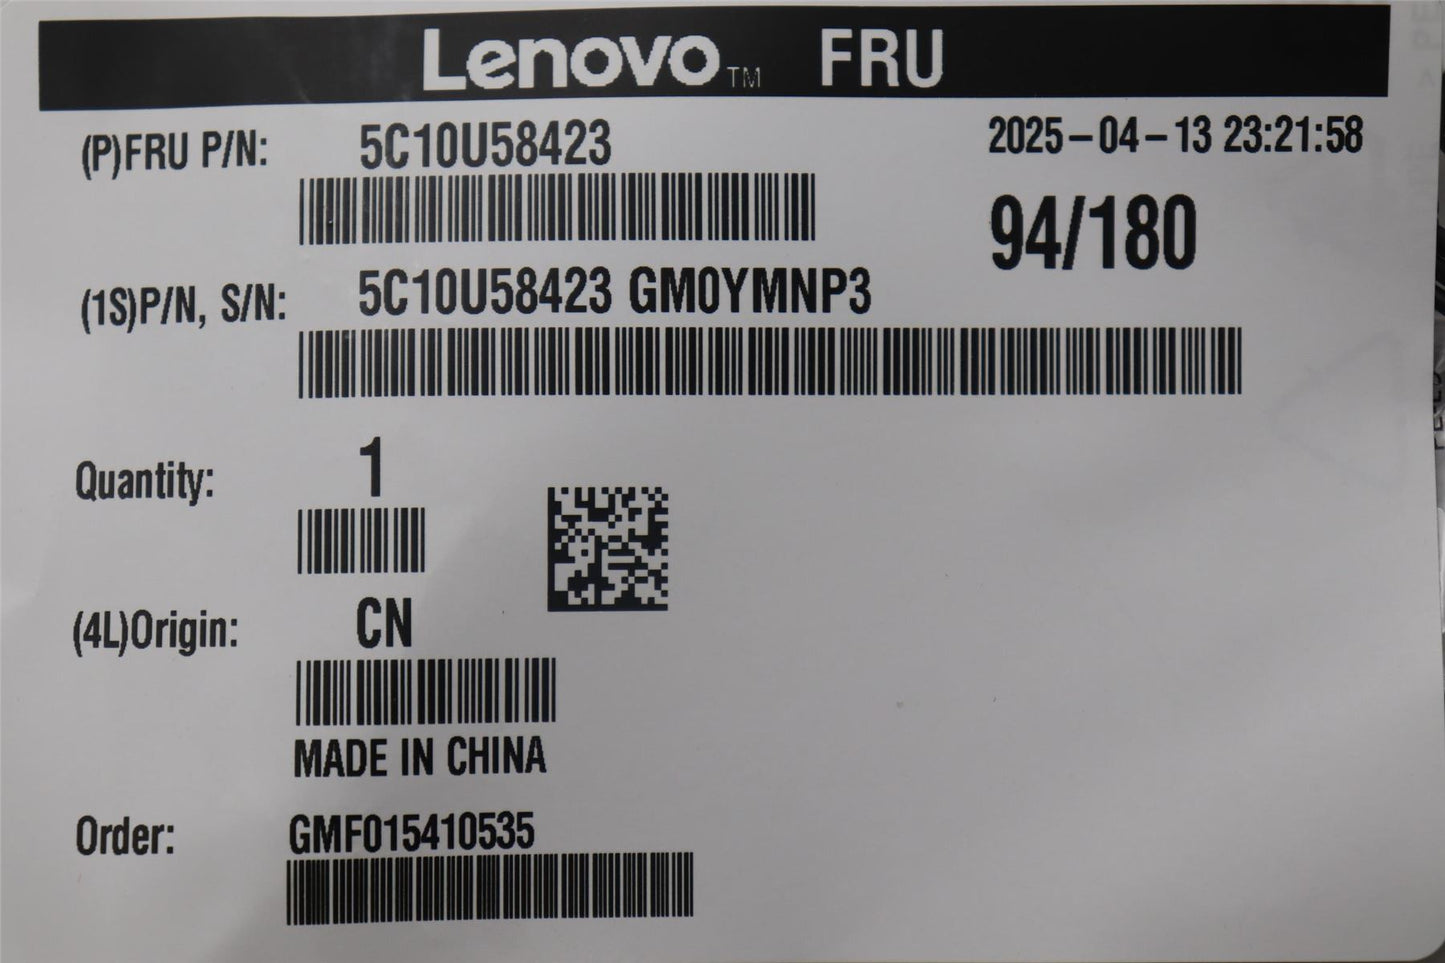 Lenovo™ FRU
(P)FRU P/N: 5C10U58423
2025-04-13 23:21:58
94/180
(1S)P/N, S/N: 5C10U58423 GM0YMNP3
Quantity: 1
(4L)Origin: CN
MADE IN CHINA
Order: GMF015410535